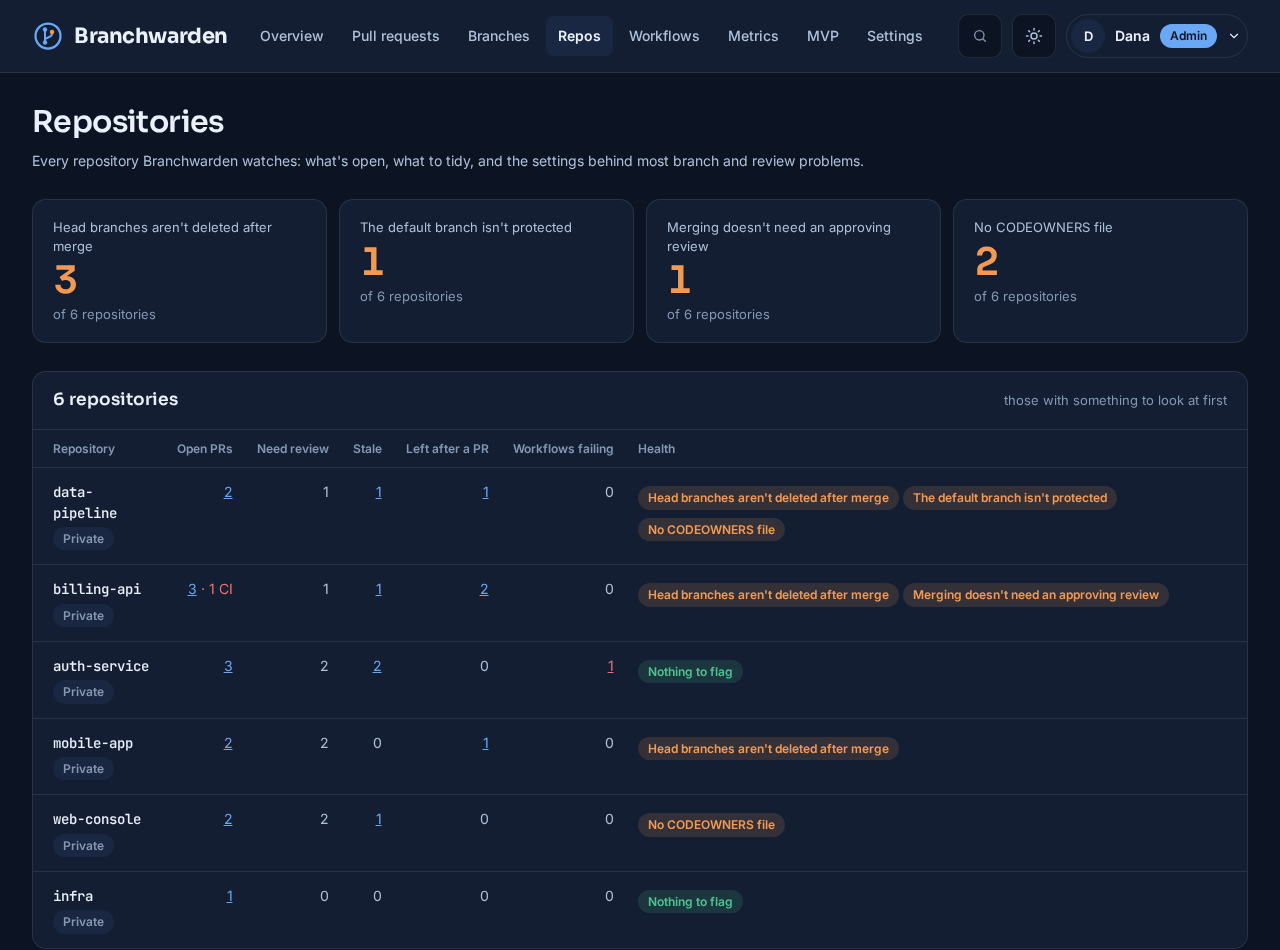 Branchwarden
Overview
Pull requests
Branches
Repos
Workflows
Metrics
MVP
Settings
D
Dana
Admin
Repositories
Every repository Branchwarden watches: what's open, what to tidy, and the settings behind most branch and review problems.
Head branches aren't deleted after
merge
3
of 6 repositories
The default branch isn't protected
1
of 6 repositories
Merging doesn't need an approving
review
1
of 6 repositories
No CODEOWNERS file
2
of 6 repositories
6 repositories
those with something to look at first
Repository Open PRs Need review Stale Left after a PR Workflows failing Health
data-
pipeline
Private
2 1 1 1 0
Head branches aren't deleted after merge The default branch isn't protected
No CODEOWNERS file
billing-api
Private
3 · 1 CI 1 1 2 0
Head branches aren't deleted after merge Merging doesn't need an approving review
auth-service
Private
3 2 2 0 1
Nothing to flag
mobile-app
Private
2 2 0 1 0
Head branches aren't deleted after merge
web-console
Private
2 2 1 0 0
No CODEOWNERS file
infra
Private
1 0 0 0 0
Nothing to flag